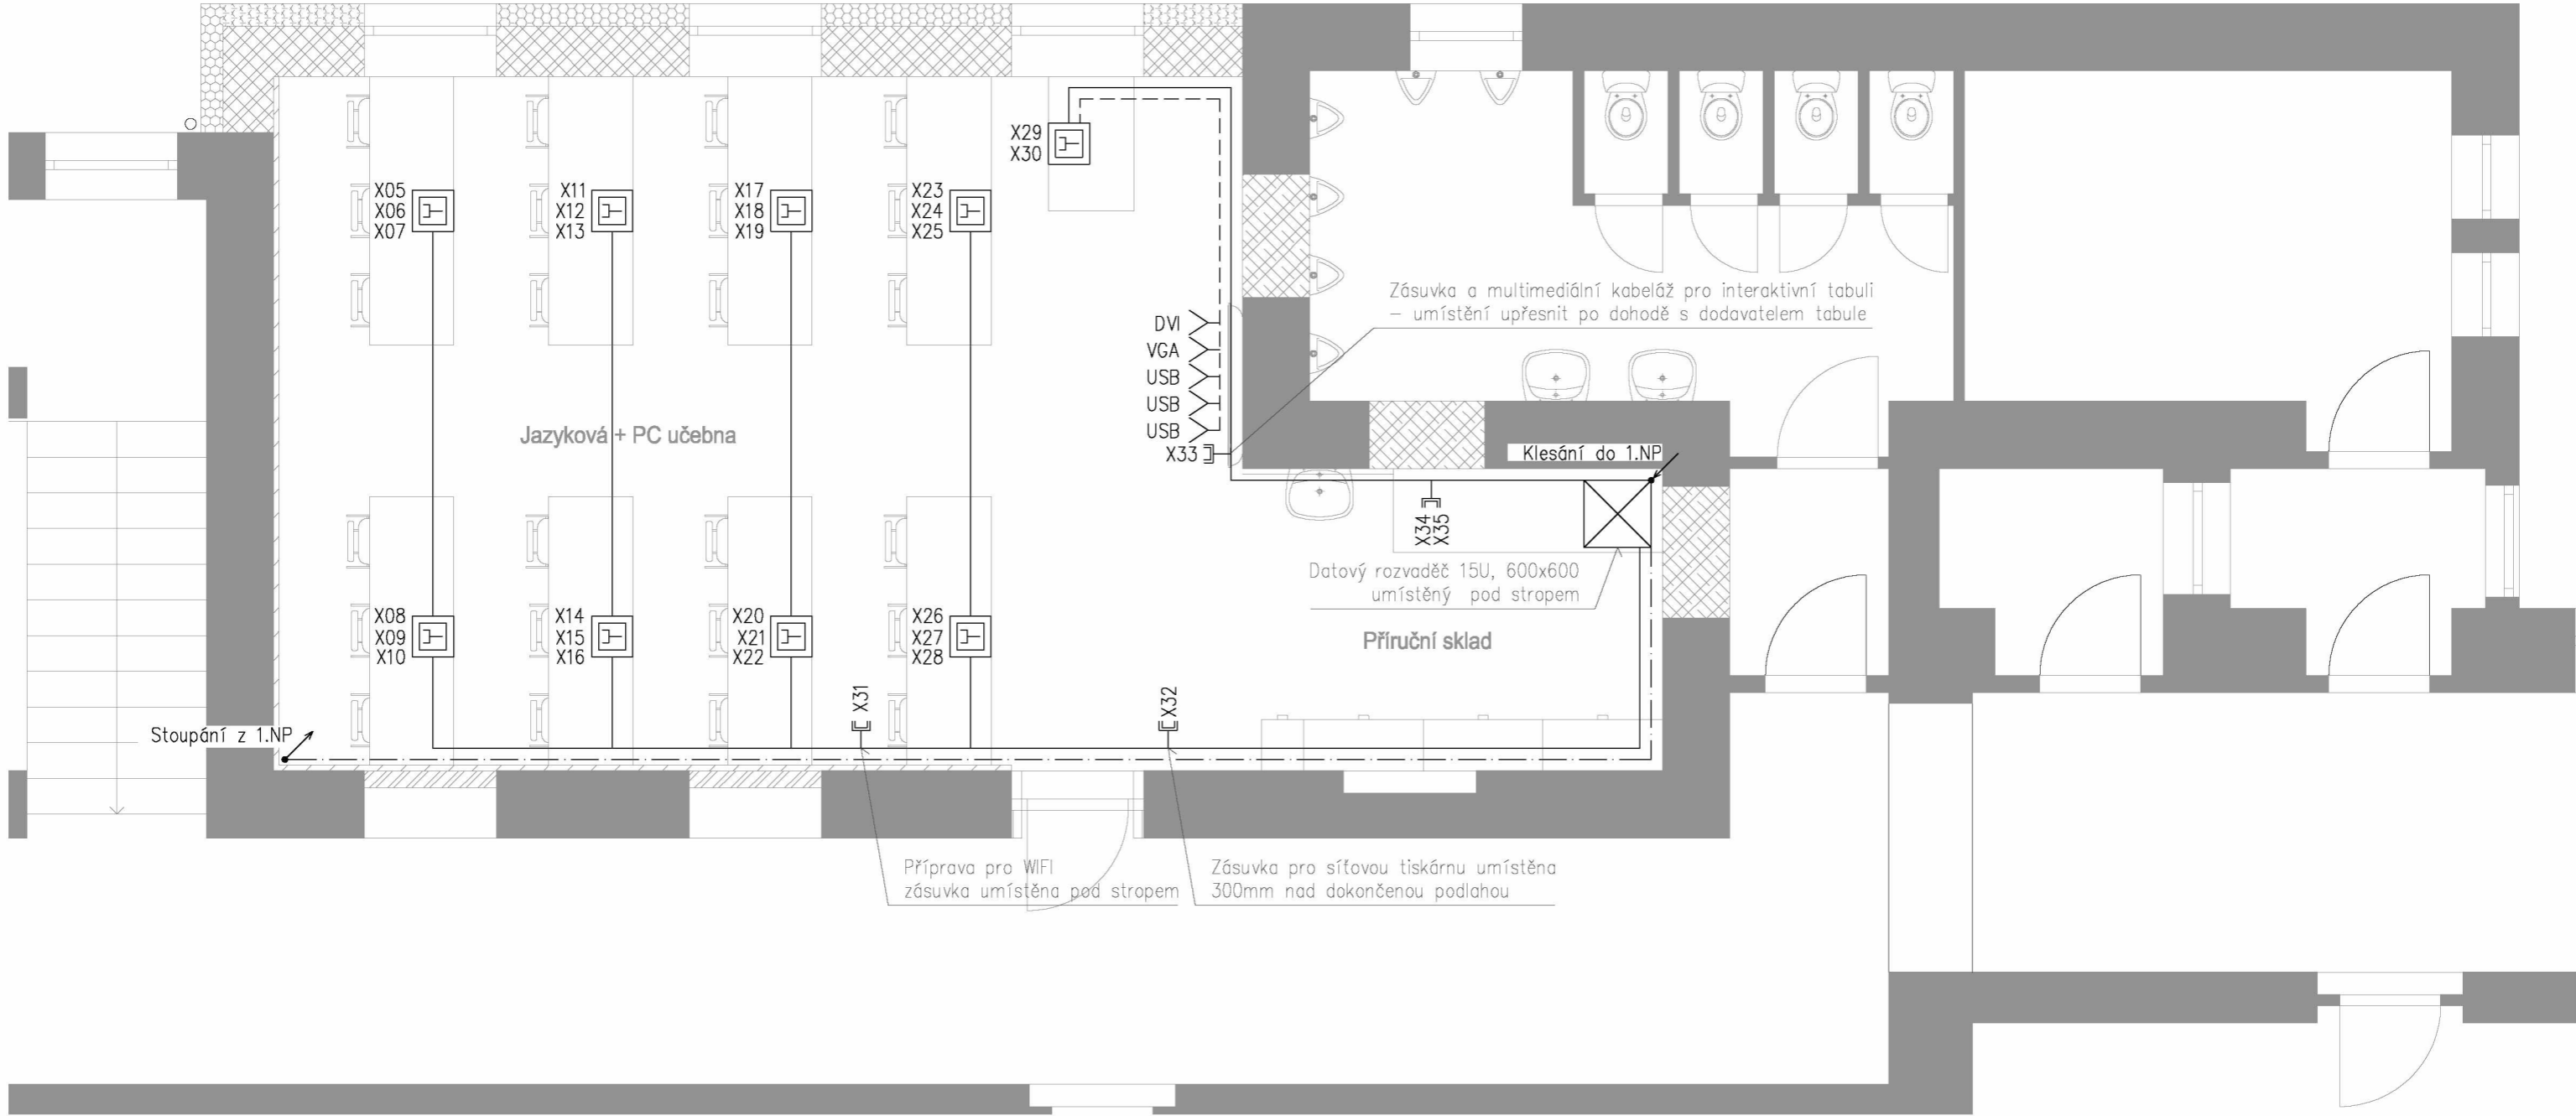 X29
X30
X05
X06
X07
X11
X12
X13
X17
X18
X19
X23
X24
X25
Zásuvka a multimediální kabeláž pro interaktivní tabuli
– umístění upřesnit po dohodě s dodavatelem tabule
DVI
VGA
USB
USB
USB
X33
Jazyková + PC učebna
Klesání do 1.NP
X34
X35
Datový rozvaděč 15U, 600x600
umístěný pod stropem
Příruční sklad
X08
X09
X10
X14
X15
X16
X20
X21
X22
X26
X27
X28
X31
X32
Stoupání z 1.NP
Příprava pro WIFI
zásuvka umístěna pod stropem
Zásuvka pro síťovou tiskárnu umístěna
300mm nad dokončenou podlahou